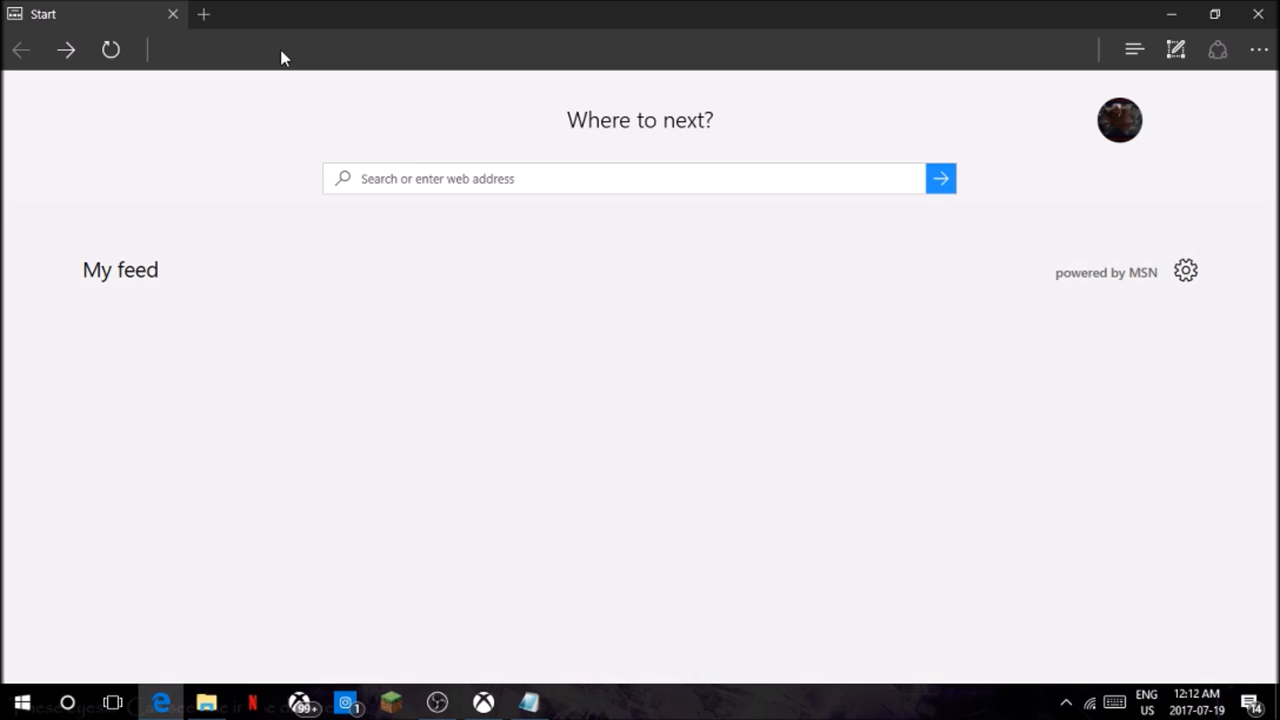 Start
Where to next?
Search or enter web address
My feed
powered by MSN
99+
1
ENG
US
12:12 AM
2017-07-19
14